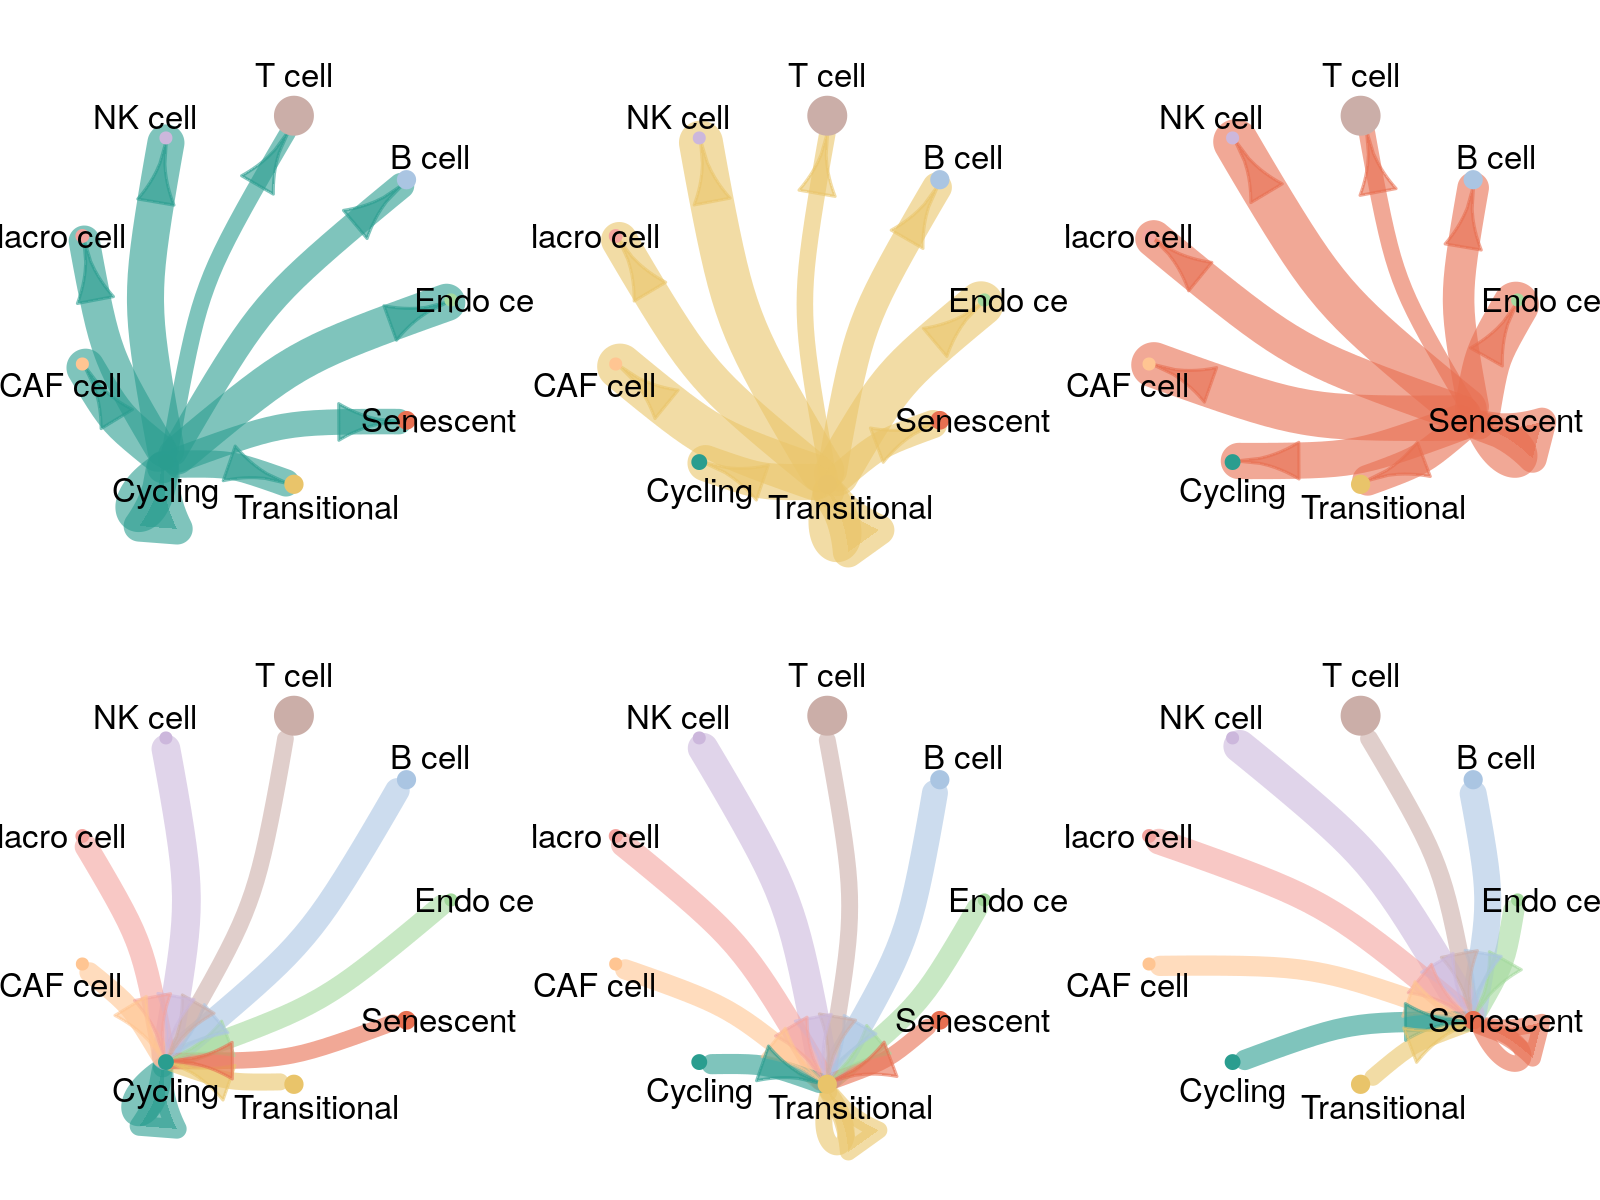 T cell T cell T cell
NK cell NK cell NK cell
B cell B cell B cell
lacro cell lacro cell lacro cell
Endo ce Endo ce Endo ce
CAF cell CAF cell CAF cell
Senescent Senescent Senescent
Cycling Cycling Cycling
Transitional Transitional Transitional
T cell T cell T cell
NK cell NK cell NK cell
B cell B cell B cell
lacro cell lacro cell lacro cell
Endo ce Endo ce Endo ce
CAF cell CAF cell CAF cell
Senescent Senescent Senescent
Cycling Cycling Cycling
Transitional Transitional Transitional